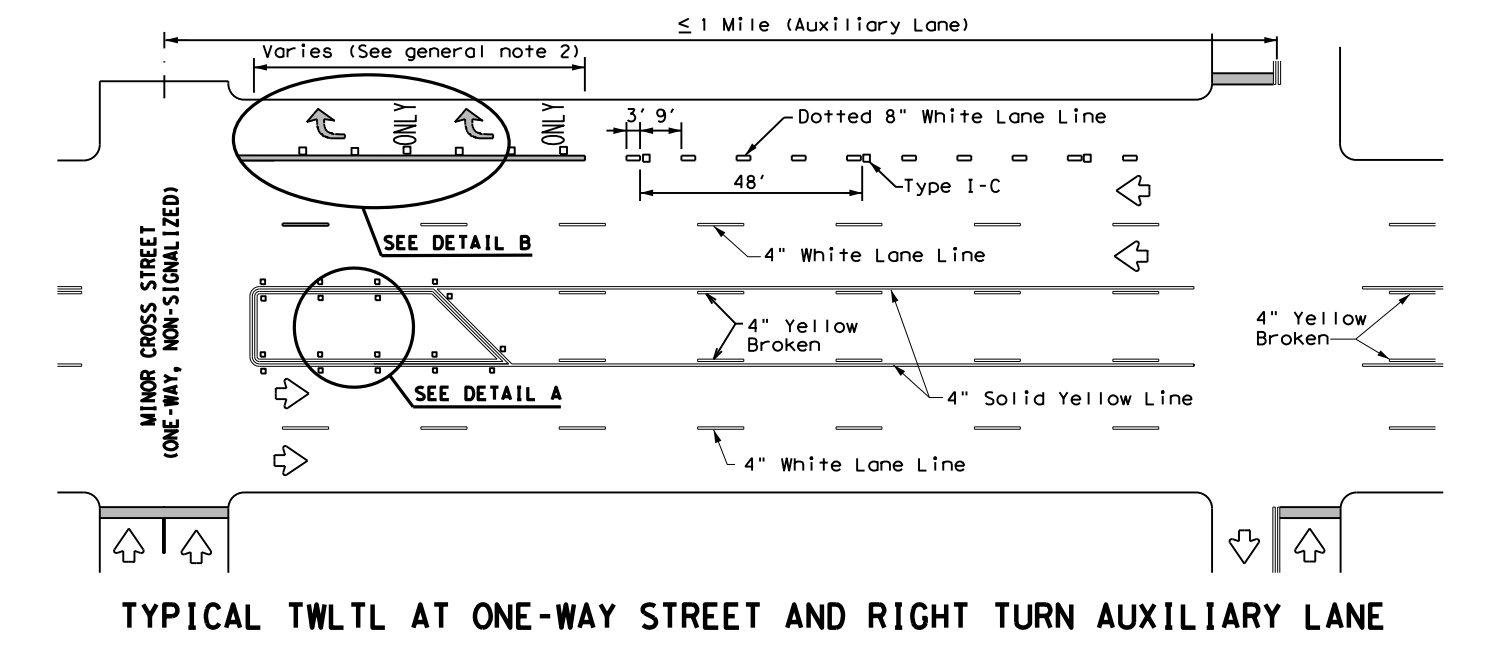 ≤ 1 Mile (Auxiliary Lane)
Varies (See general note 2)
ONLY
ONLY
3' 9'
Dotted 8" White Lane Line
48'
Type I-C
SEE DETAIL B
4" White Lane Line
MINOR CROSS STREET
(ONE-WAY, NON-SIGNALIZED)
4" Yellow
Broken
4" Yellow
Broken
SEE DETAIL A
4" Solid Yellow Line
4" White Lane Line
TYPICAL TWLTL AT ONE-WAY STREET AND RIGHT TURN AUXILIARY LANE